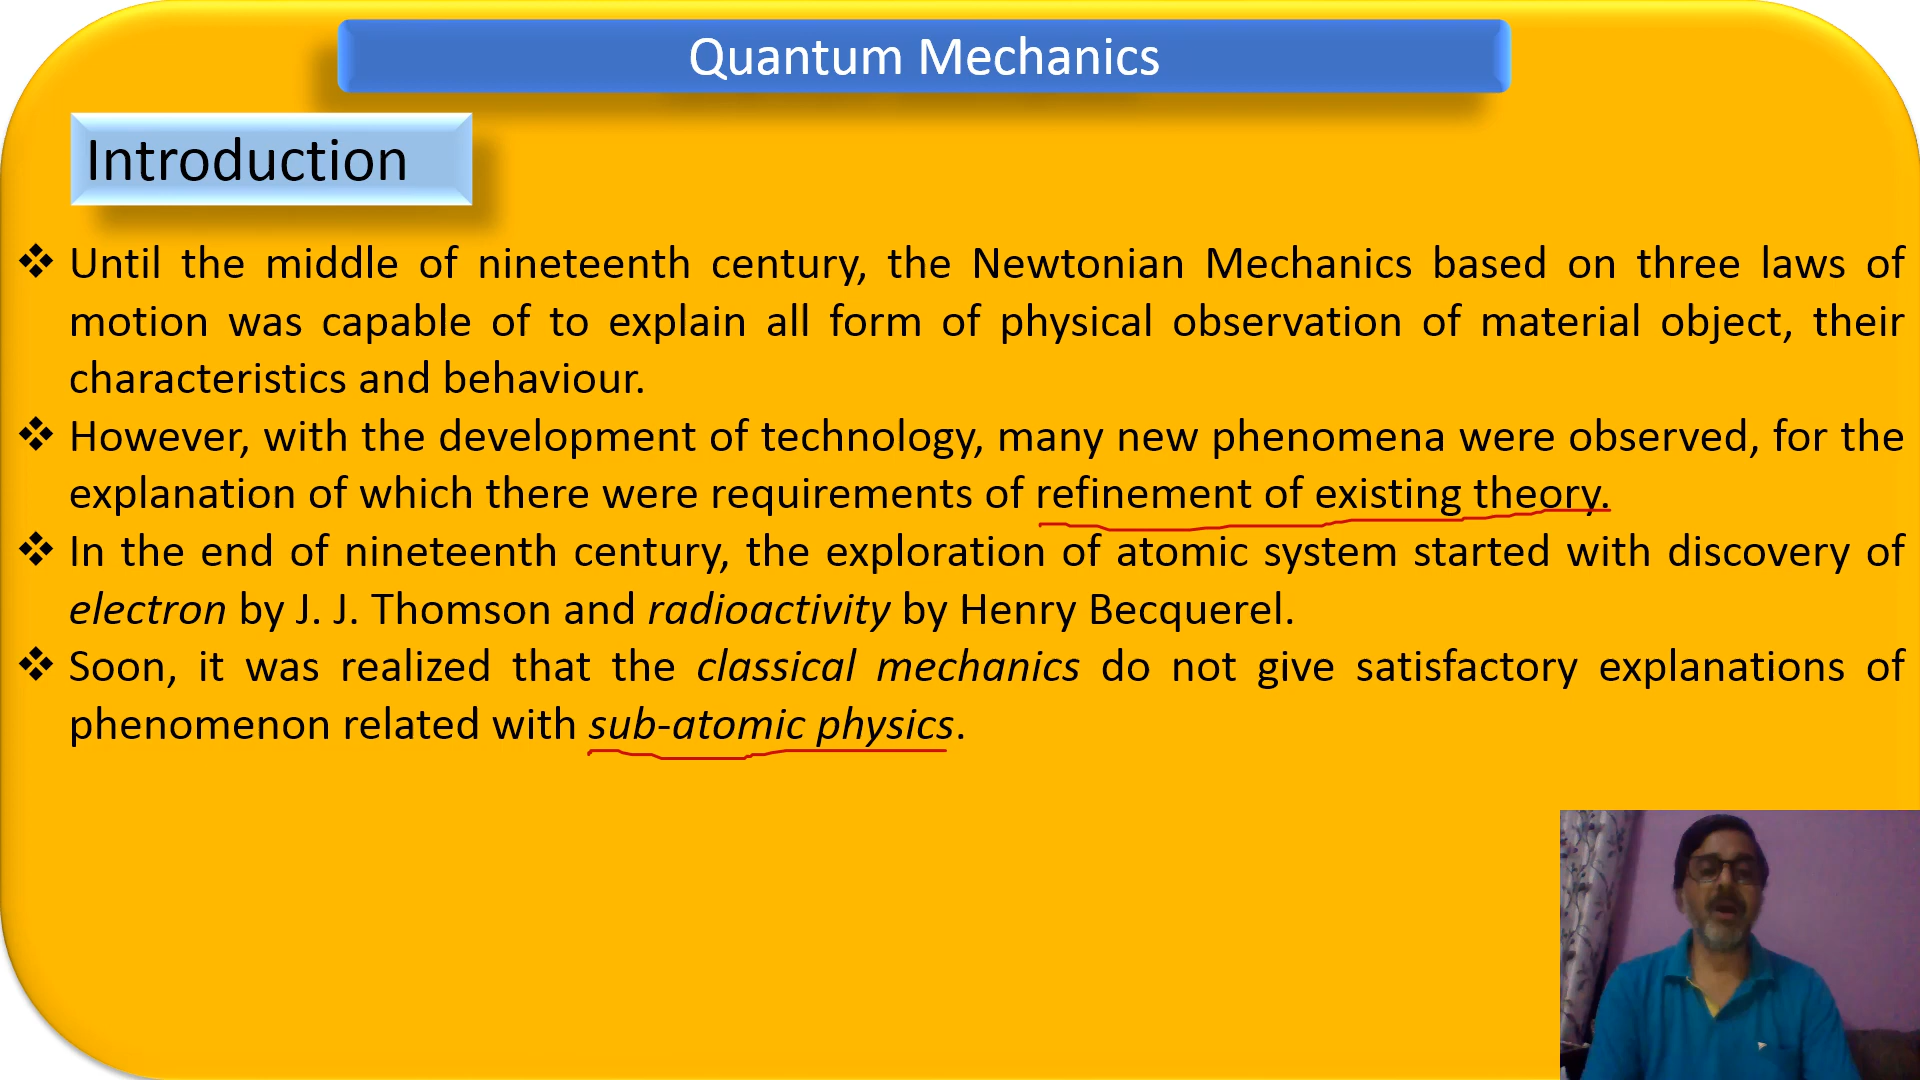 Quantum Mechanics
Introduction
❖ Until the middle of nineteenth century, the Newtonian Mechanics based on three laws of
motion was capable of to explain all form of physical observation of material object, their
characteristics and behaviour.
❖ However, with the development of technology, many new phenomena were observed, for the
explanation of which there were requirements of refinement of existing theory.
❖ In the end of nineteenth century, the exploration of atomic system started with discovery of
electron by J. J. Thomson and radioactivity by Henry Becquerel.
❖ Soon, it was realized that the classical mechanics do not give satisfactory explanations of
phenomenon related with sub-atomic physics.